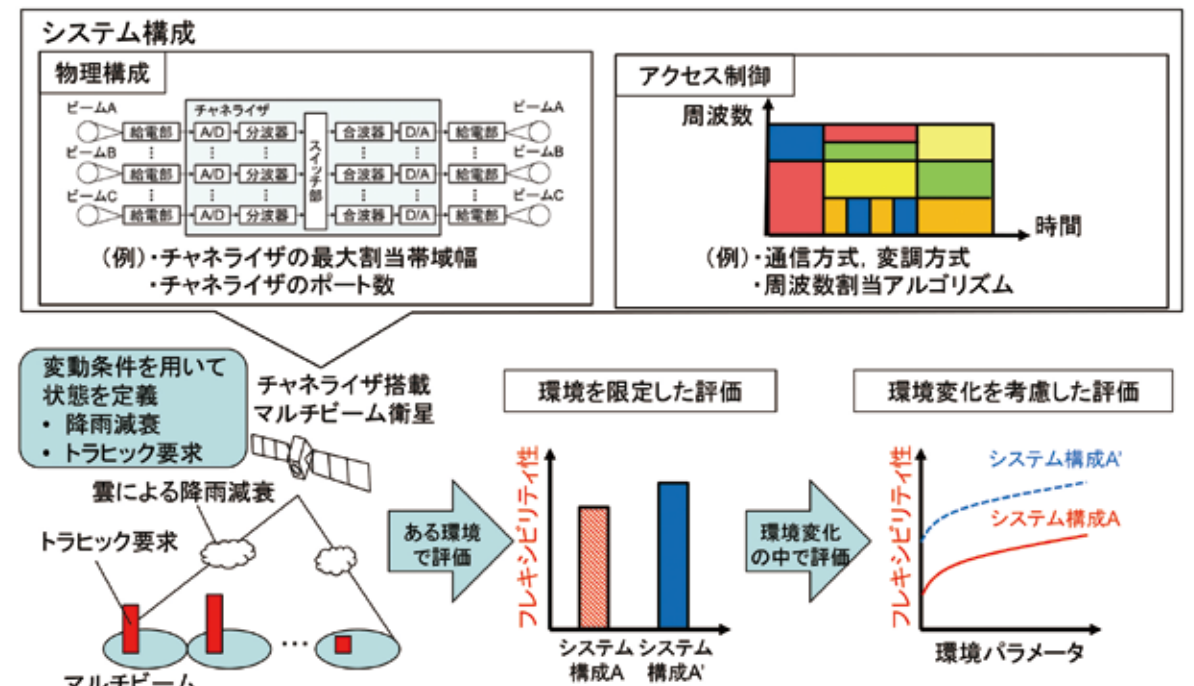 システム構成
物理構成
ビームA
ビームB
ビームC
チャネライザ
給電部 A/D 分波器 合波器 D/A 給電部
給電部 A/D 分波器 合波器 D/A 給電部
給電部 A/D 分波器 合波器 D/A 給電部
スイッチ部
ビームA
ビームB
ビームC
(例)・チャネライザの最大割当帯域幅
・チャネライザのポート数
アクセス制御
周波数
時間
(例)・通信方式, 変調方式
・周波数割当アルゴリズム
変動条件を用いて
状態を定義
• 降雨減衰
• トラヒック要求
チャネライザ搭載
マルチビーム衛星
雲による降雨減衰
トラヒック要求
…
マルチビーム
ある環境
で評価
環境を限定した評価
フレキシビリティ性
システム
構成A
システム
構成A'
環境変化
の中で評価
環境変化を考慮した評価
フレキシビリティ性
システム構成A'
システム構成A
環境パラメータ